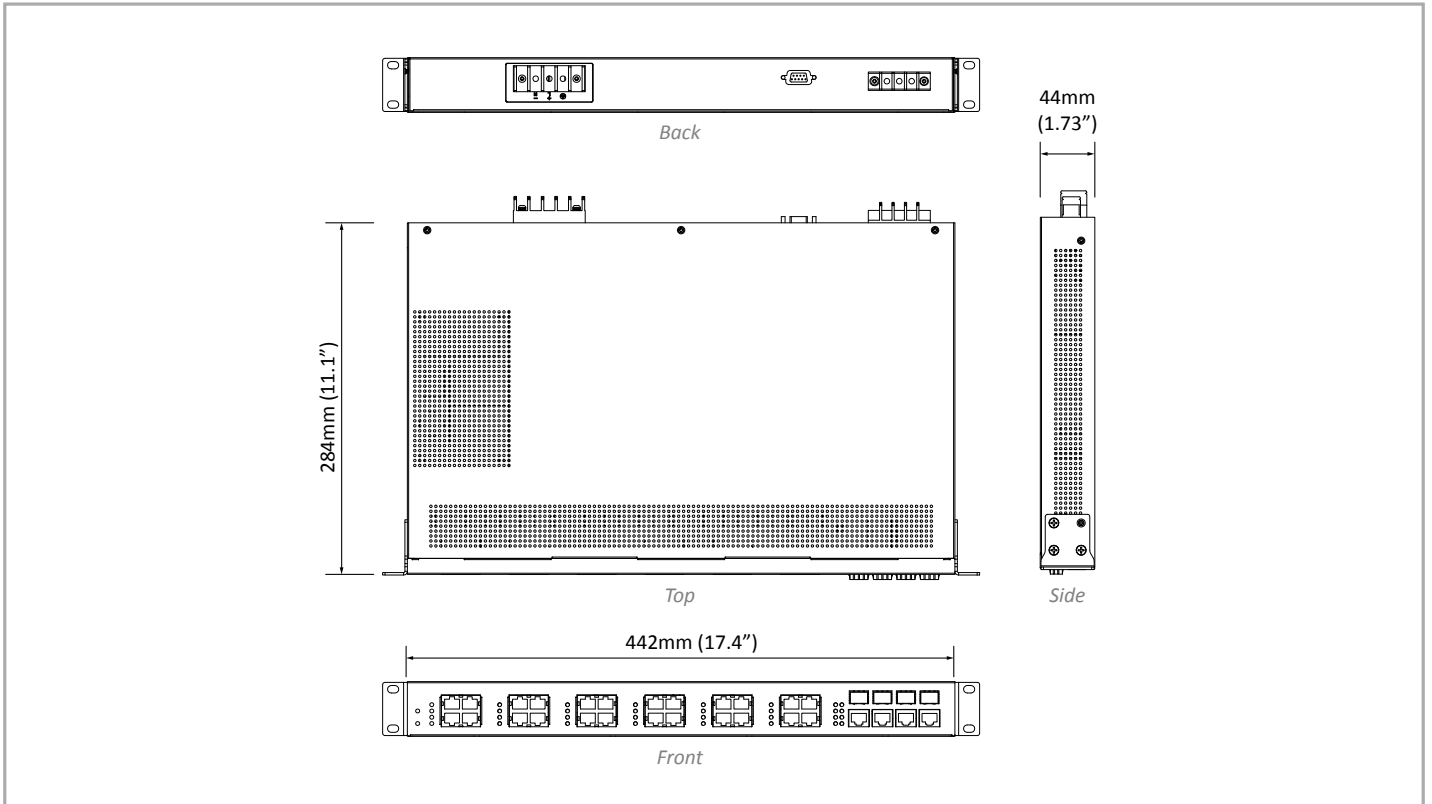 Back
44mm
(1.73”)
284mm (11.1”)
Top
Side
442mm (17.4”)
Front